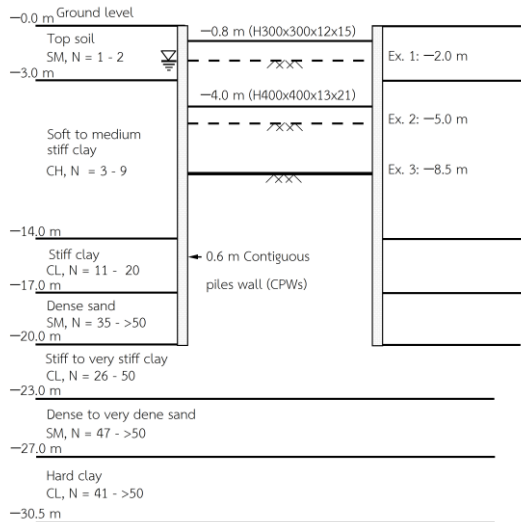 −0.0 m Ground level
Top soil
SM, N = 1 - 2
−3.0 m
Soft to medium
stiff clay
CH, N = 3 - 9
−14.0 m
Stiff clay
CL, N = 11 - 20
−17.0 m
Dense sand
SM, N = 35 - >50
−20.0 m
Stiff to very stiff clay
CL, N = 26 - 50
−23.0 m
Dense to very dene sand
SM, N = 47 - >50
−27.0 m
Hard clay
CL, N = 41 - >50
−30.5 m
−0.8 m (H300x300x12x15)
−4.0 m (H400x400x13x21)
0.6 m Contiguous
piles wall (CPWs)
Ex. 1: −2.0 m
Ex. 2: −5.0 m
Ex. 3: −8.5 m